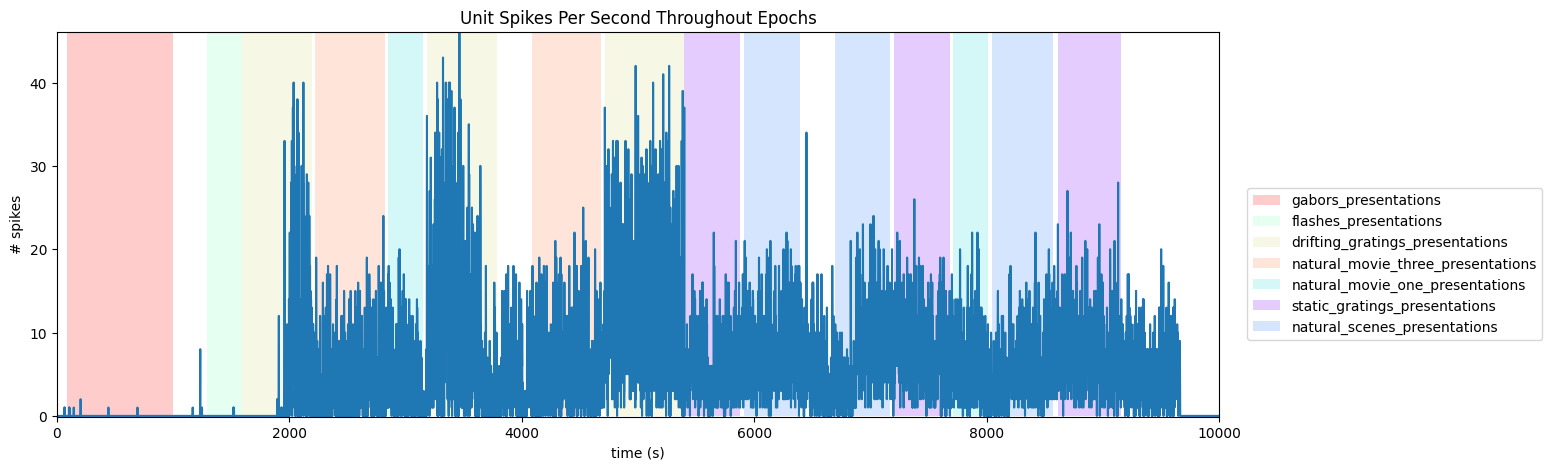 Unit Spikes Per Second Throughout Epochs
# spikes
40
30
20
10
0
0 2000 4000 6000 8000 10000
time (s)
gabors_presentations
flashes_presentations
drifting_gratings_presentations
natural_movie_three_presentations
natural_movie_one_presentations
static_gratings_presentations
natural_scenes_presentations